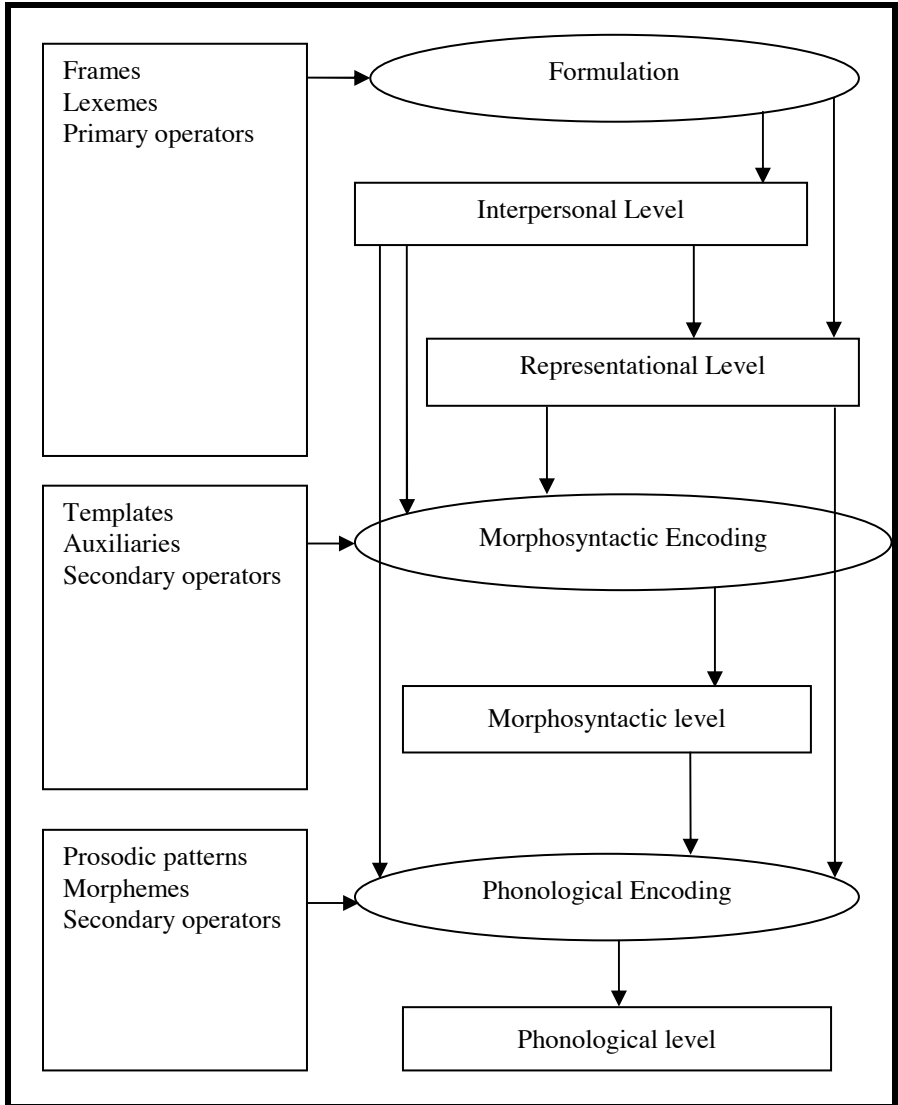 Frames
Lexemes
Primary operators
Formulation
Interpersonal Level
Representational Level
Templates
Auxiliaries
Secondary operators
Morphosyntactic Encoding
Morphosyntactic level
Prosodic patterns
Morphemes
Secondary operators
Phonological Encoding
Phonological level